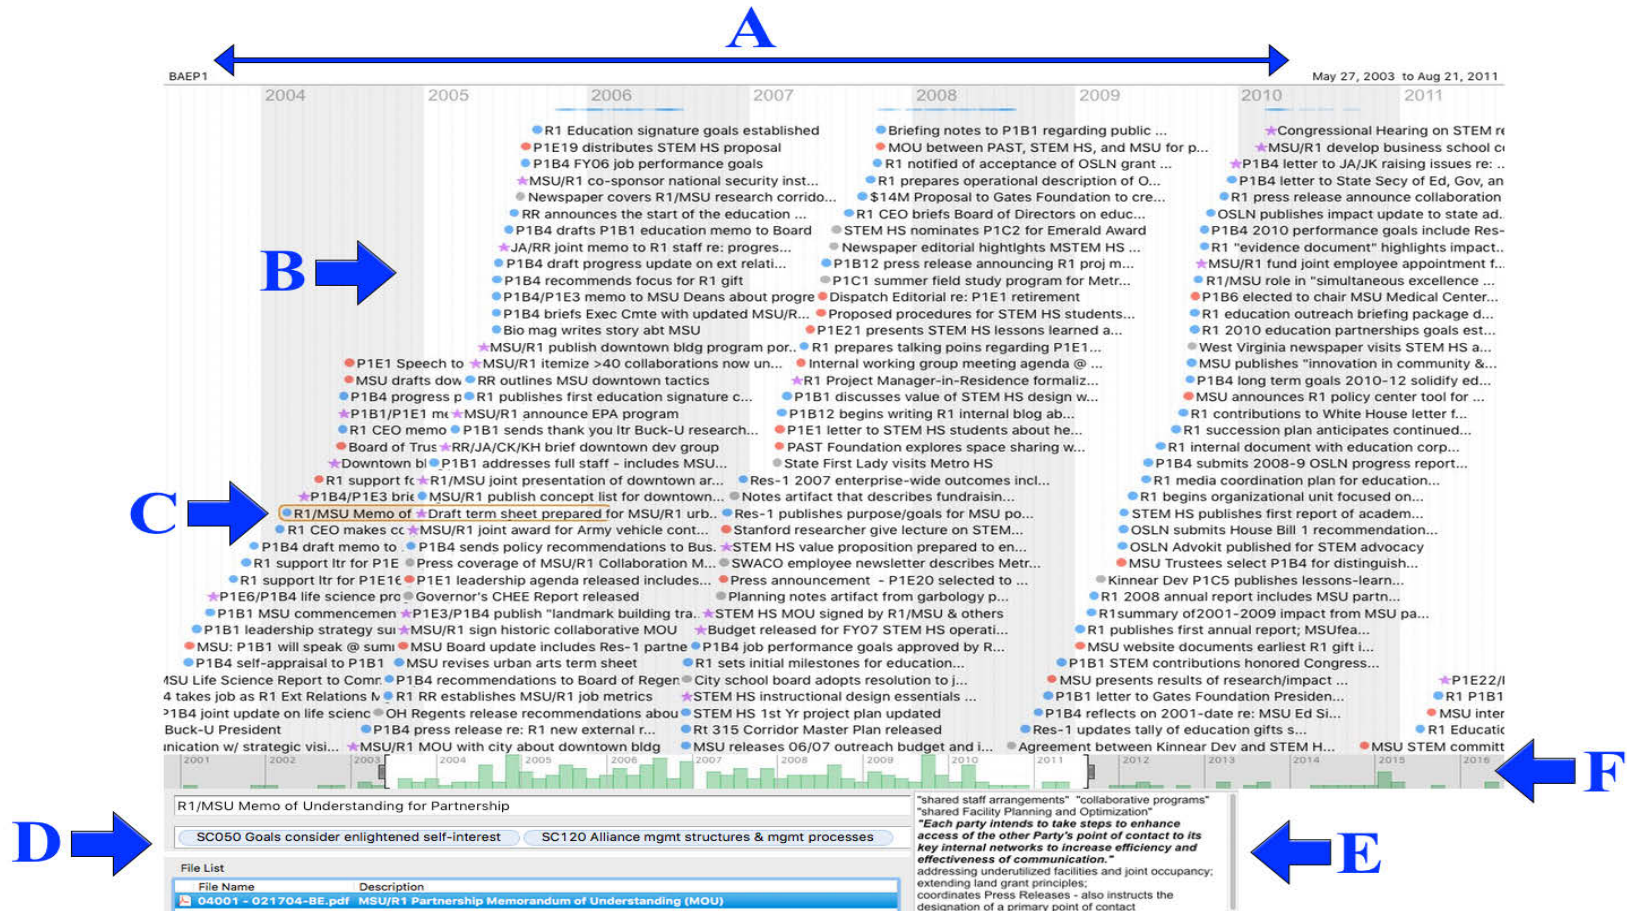 A
BAEP1
May 27, 2003 to Aug 21, 2011
2004 2005 2006 2007 2008 2009 2010 2011
R1 Education signature goals established Briefing notes to P1B1 regarding public ... Congressional Hearing on STEM re
P1E19 distributes STEM HS proposal MOU between PAST, STEM HS, and MSU for p... MSU/R1 develop business school co
P1B4 FY06 job performance goals R1 notified of acceptance of OSLN grant ... P1B4 letter to JA/JK raising issues re: ...
MSU/R1 co-sponsor national security inst... R1 prepares operational description of O... P1B4 letter to State Secy of Ed, Gov, an
Newspaper covers R1/MSU research corrido... $14M Proposal to Gates Foundation to cre... R1 press release announce collaboration
RR announces the start of the education ... R1 CEO briefs Board of Directors on educ... OSLN publishes impact update to state ad..
P1B4 drafts P1B1 education memo to Board STEM HS nominates P1C2 for Emerald Award P1B4 2010 performance goals include Res-
JA/RR joint memo to R1 staff re: progres... Newspaper editorial hightlghts MSTEM HS ... R1 "evidence document" highlights impact..
B
P1B4 draft progress update on ext relati... P1B12 press release announcing R1 proj m... MSU/R1 fund joint employee appointment f..
P1B4 recommends focus for R1 gift P1C1 summer field study program for Metr... R1/MSU role in "simultaneous excellence ...
P1B4/P1E3 memo to MSU Deans about progre Dispatch Editorial re: P1E1 retirement P1B6 elected to chair MSU Medical Center...
P1B4 briefs Exec Cmte with updated MSU/R... Proposed procedures for STEM HS students... R1 education outreach briefing package d...
Bio mag writes story abt MSU P1E21 presents STEM HS lessons learned a... R1 2010 education partnerships goals est...
MSU/R1 publish downtown bldg program por.. R1 prepares talking poins regarding P1E1... West Virginia newspaper visits STEM HS a...
P1E1 Speech to MSU/R1 itemize >40 collaborations now un... Internal working group meeting agenda @ ... MSU publishes "innovation in community &...
MSU drafts dow RR outlines MSU downtown tactics R1 Project Manager-in-Residence formaliz... P1B4 long term goals 2010-12 solidify ed...
P1B4 progress p R1 publishes first education signature c... P1B1 discusses value of STEM HS design w... MSU announces R1 policy center tool for ...
P1B1/P1E1 me MSU/R1 announce EPA program P1B12 begins writing R1 internal blog ab... R1 contributions to White House letter f...
R1 CEO memo P1B1 sends thank you ltr Buck-U research... P1E1 letter to STEM HS students about he... R1 succession plan anticipates continued...
Board of Trus RR/JA/CK/KH brief downtown dev group PAST Foundation explores space sharing w... R1 internal document with education corp...
Downtown bl P1B1 addresses full staff - includes MSU... State First Lady visits Metro HS P1B4 submits 2008-9 OSLN progress report...
R1 support fo R1/MSU joint presentation of downtown ar... Res-1 2007 enterprise-wide outcomes incl... R1 media coordination plan for education...
P1B4/P1E3 brie MSU/R1 publish concept list for downtown... Notes artifact that describes fundraisin... R1 begins organizational unit focused on...
C
R1/MSU Memo of Draft term sheet prepared for MSU/R1 urb.. Res-1 publishes purpose/goals for MSU po... STEM HS publishes first report of academ...
R1 CEO makes co MSU/R1 joint award for Army vehicle cont... Stanford researcher give lecture on STEM... OSLN submits House Bill 1 recommendation...
P1B4 draft memo to . P1B4 sends policy recommendations to Bus. STEM HS value proposition prepared to en... OSLN Advokit published for STEM advocacy
R1 support ltr for P1E Press coverage of MSU/R1 Collaboration M... SWACO employee newsletter describes Metr... MSU Trustees select P1B4 for distinguish...
R1 support ltr for P1E16 P1E1 leadership agenda released includes... Press announcement - P1E20 selected to ... Kinnear Dev P1C5 publishes lessons-learn...
P1E6/P1B4 life science pro Governor's CHEE Report released Planning notes artifact from garbology p... R1 2008 annual report includes MSU partn...
P1B1 MSU commencemen P1E3/P1B4 publish "landmark building tra.. STEM HS MOU signed by R1/MSU & others R1summary of2001-2009 impact from MSU pa...
P1B1 leadership strategy sur MSU/R1 sign historic collaborative MOU Budget released for FY07 STEM HS operati... R1 publishes first annual report; MSUfea...
MSU: P1B1 will speak @ sumi MSU Board update includes Res-1 partne P1B4 job performance goals approved by R... MSU website documents earliest R1 gift i...
P1B4 self-appraisal to P1B1 MSU revises urban arts term sheet R1 sets initial milestones for education... P1B1 STEM contributions honored Congress...
MSU Life Science Report to Comr P1B4 recommendations to Board of Regen City school board adopts resolution to j... MSU presents results of research/impact ... P1E22/I
4 takes job as R1 Ext Relations M R1 RR establishes MSU/R1 job metrics STEM HS instructional design essentials ... P1B1 letter to Gates Foundation Presiden... R1 P1B1
P1B4 joint update on life scienc OH Regents release recommendations abou STEM HS 1st Yr project plan updated P1B4 reflects on 2001-date re: MSU Ed Si... MSU inter
Buck-U President P1B4 press release re: R1 new external r... Rt 315 Corridor Master Plan released Res-1 updates tally of education gifts s... R1 Educatio
unication w/ strategic visi... MSU/R1 MOU with city about downtown bldg MSU releases 06/07 outreach budget and i... Agreement between Kinnear Dev and STEM H... MSU STEM committ
2001 2002 2003 2004 2005 2006 2007 2008 2009 2010 2011 2012 2013 2014 2015 2016
F
R1/MSU Memo of Understanding for Partnership
SC050 Goals consider enlightened self-interest SC120 Alliance mgmt structures & mgmt processes
D
File List
File Name Description
04001 - 021704-BE.pdf MSU/R1 Partnership Memorandum of Understanding (MOU)
"shared staff arrangements" "collaborative programs"
"shared Facility Planning and Optimization"
"Each party intends to take steps to enhance
access of the other Party's point of contact to its
key internal networks to increase efficiency and
effectiveness of communication."
addressing underutilized facilities and joint occupancy;
extending land grant principles;
coordinates Press Releases - also instructs the
designation of a primary point of contact
E